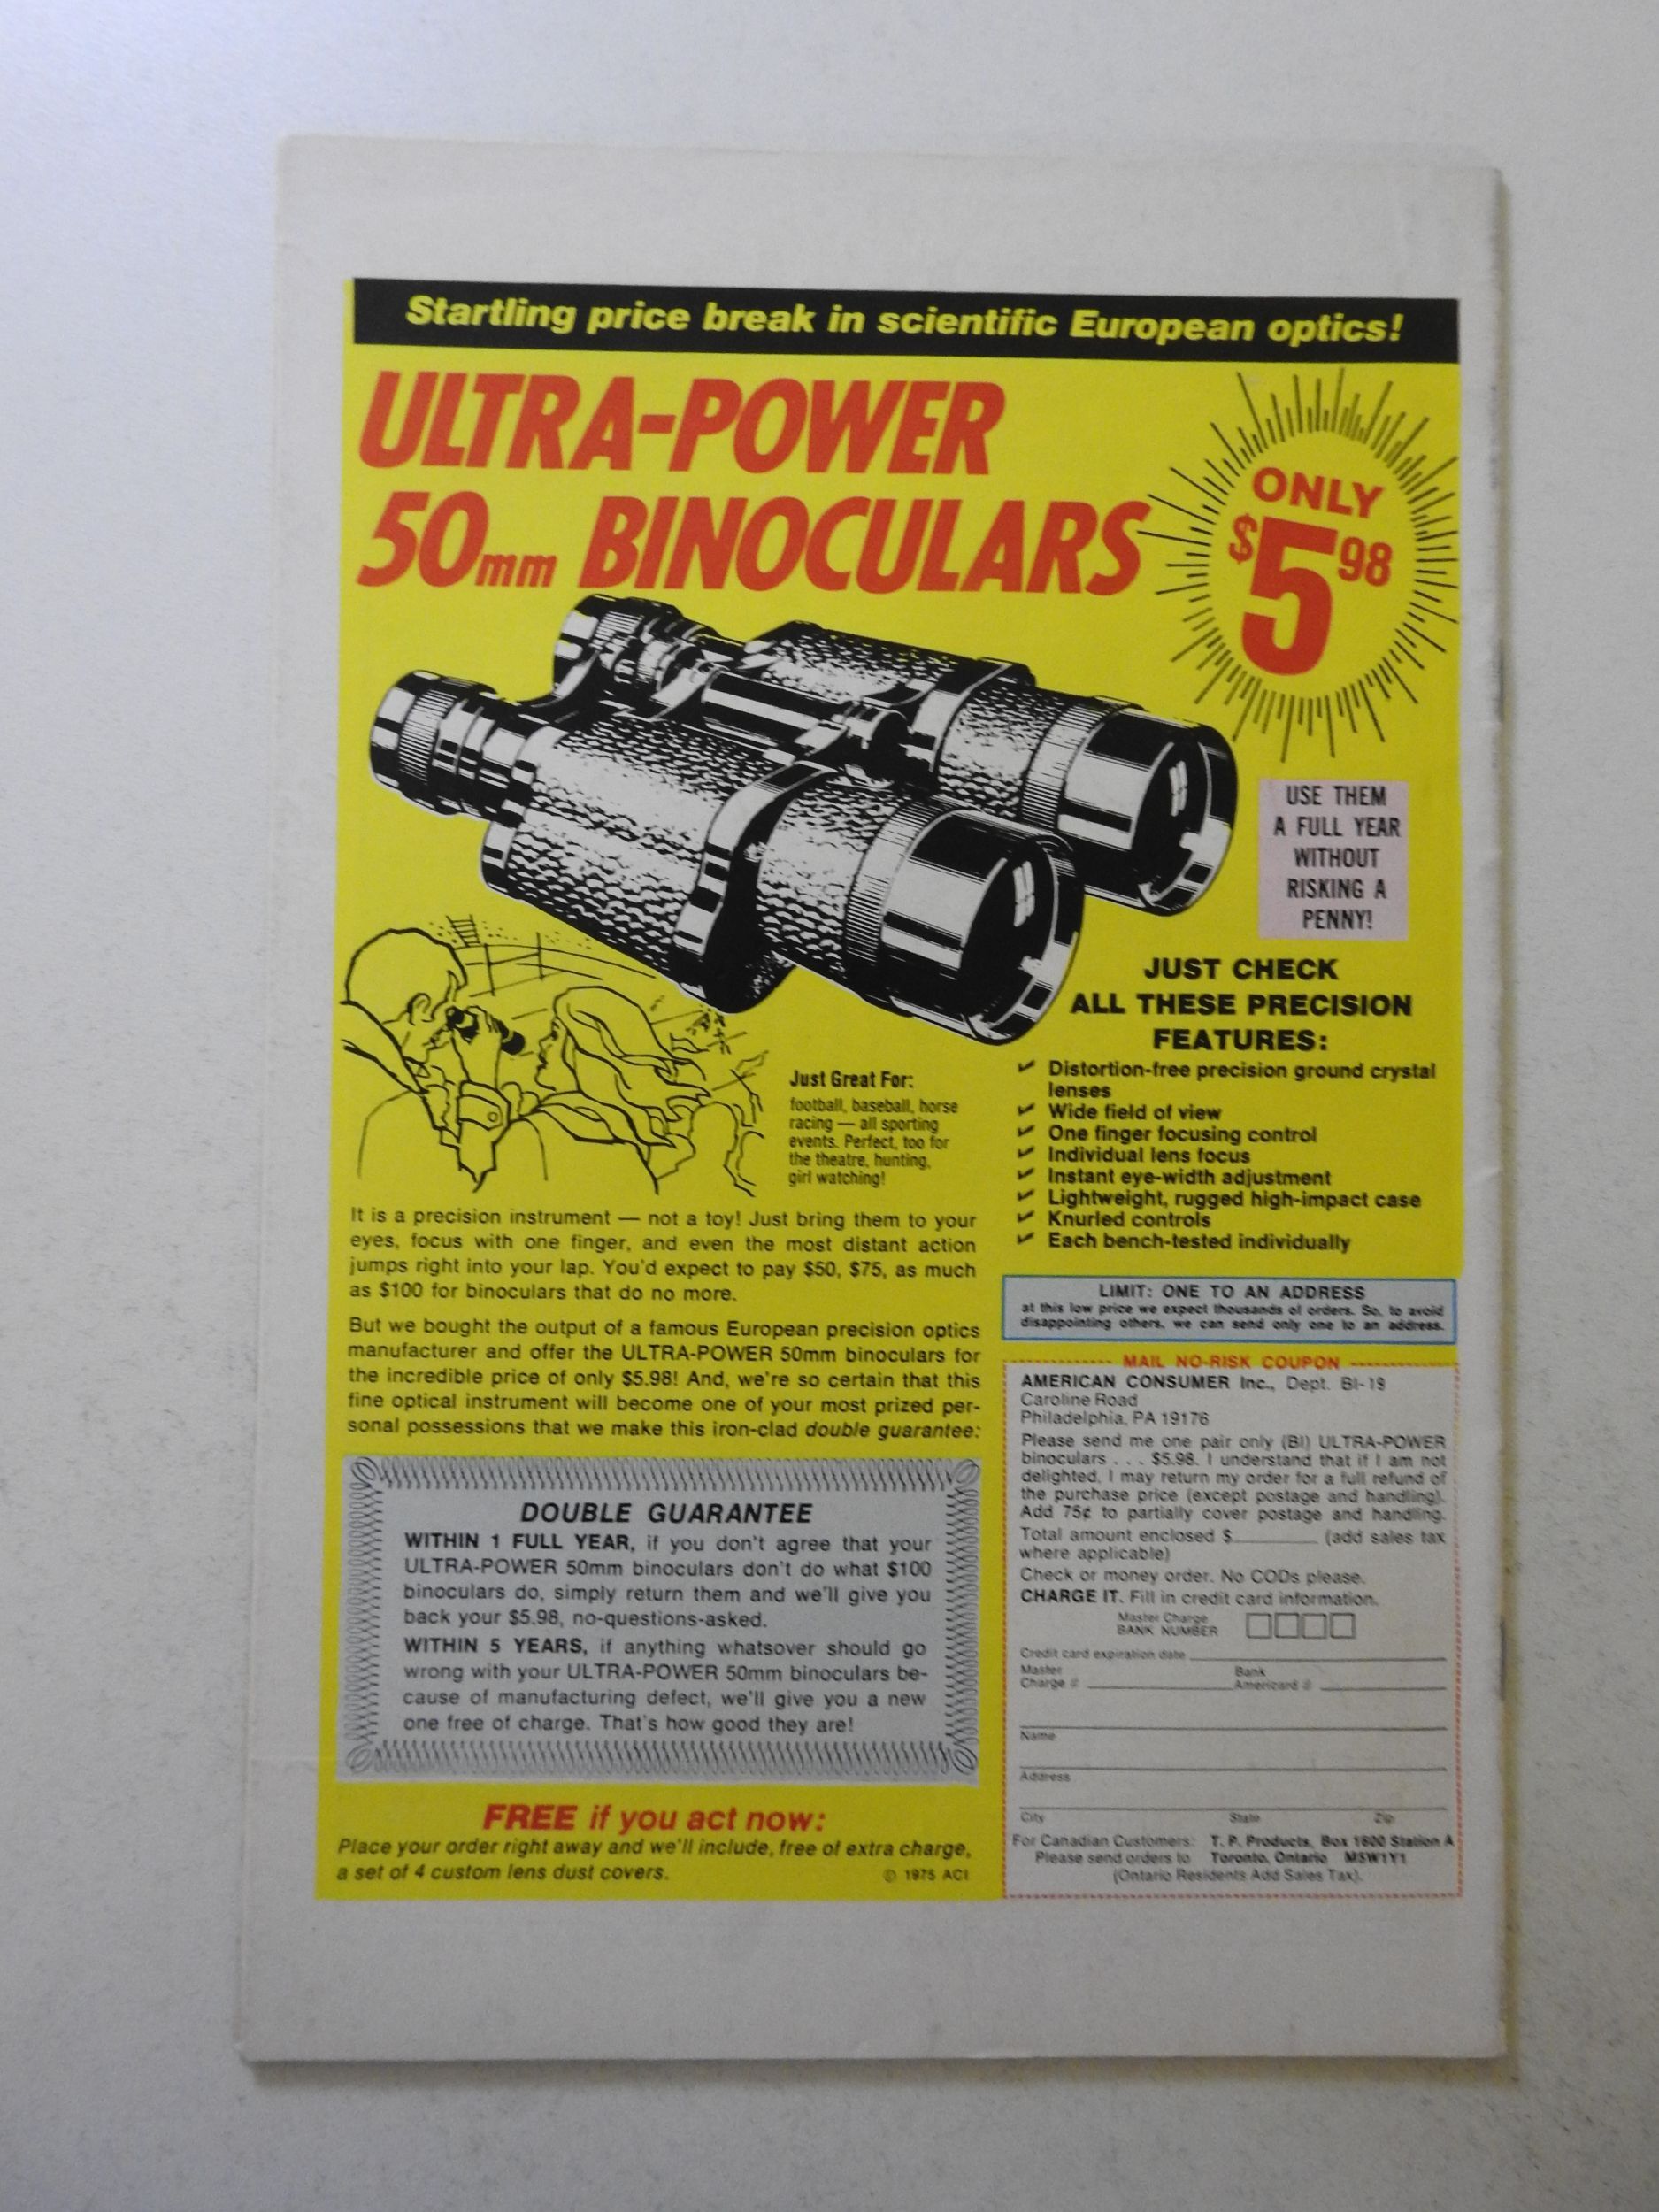 Startling price break in scientific European optics!
ULTRA-POWER
50mm BINOCULARS
ONLY
$5 98
USE THEM
A FULL YEAR
WITHOUT
RISKING A
PENNY!
JUST CHECK
ALL THESE PRECISION
FEATURES:
✔ Distortion-free precision ground crystal
lenses
✔ Wide field of view
✔ One finger focusing control
✔ Individual lens focus
✔ Instant eye-width adjustment
✔ Lightweight, rugged high-impact case
✔ Knurled controls
✔ Each bench-tested individually
Just Great For:
football, baseball, horse
racing — all sporting
events. Perfect, too for
the theatre, hunting,
girl watching!
It is a precision instrument — not a toy! Just bring them to your
eyes, focus with one finger, and even the most distant action
jumps right into your lap. You'd expect to pay $50, $75, as much
as $100 for binoculars that do no more.
But we bought the output of a famous European precision optics
manufacturer and offer the ULTRA-POWER 50mm binoculars for
the incredible price of only $5.98! And, we're so certain that this
fine optical instrument will become one of your most prized per-
sonal possessions that we make this iron-clad double guarantee:
DOUBLE GUARANTEE
WITHIN 1 FULL YEAR, if you don't agree that your
ULTRA-POWER 50mm binoculars don't do what $100
binoculars do, simply return them and we'll give you
back your $5.98, no-questions-asked.
WITHIN 5 YEARS, if anything whatsover should go
wrong with your ULTRA-POWER 50mm binoculars be-
cause of manufacturing defect, we'll give you a new
one free of charge. That's how good they are!
FREE if you act now:
Place your order right away and we'll include, free of extra charge,
a set of 4 custom lens dust covers.
© 1975 ACI
LIMIT: ONE TO AN ADDRESS
at this low price we expect thousands of orders. So, to avoid
disappointing others, we can send only one to an address.
MAIL NO-RISK COUPON
AMERICAN CONSUMER Inc., Dept. BI-19
Caroline Road
Philadelphia, PA 19176
Please send me one pair only (BI) ULTRA-POWER
binoculars . . . $5.98. I understand that if I am not
delighted, I may return my order for a full refund of
the purchase price (except postage and handling).
Add 75¢ to partially cover postage and handling.
Total amount enclosed $________ (add sales tax
where applicable)
Check or money order. No CODs please.
CHARGE IT. Fill in credit card information.
Master Charge
BANK NUMBER
Credit card expiration date
Master
Charge #
Bank
Americard #
Name
Address
City State Zip
For Canadian Customers: T. P. Products, Box 1600 Station A
Please send orders to Toronto, Ontario M5W1Y1
(Ontario Residents Add Sales Tax).